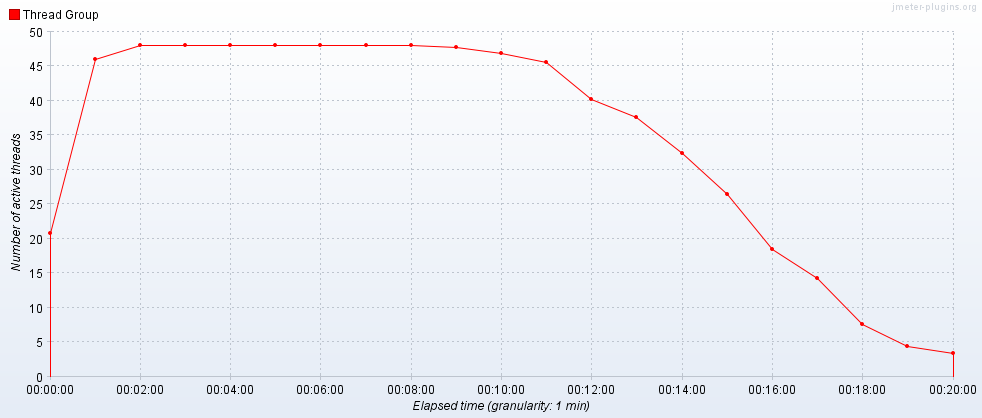 jmeter-plugins.org
Thread Group
50
45
40
35
30
25
20
15
10
5
0
Number of active threads
00:00:00 00:02:00 00:04:00 00:06:00 00:08:00 00:10:00 00:12:00 00:14:00 00:16:00 00:18:00 00:20:00
Elapsed time (granularity: 1 min)